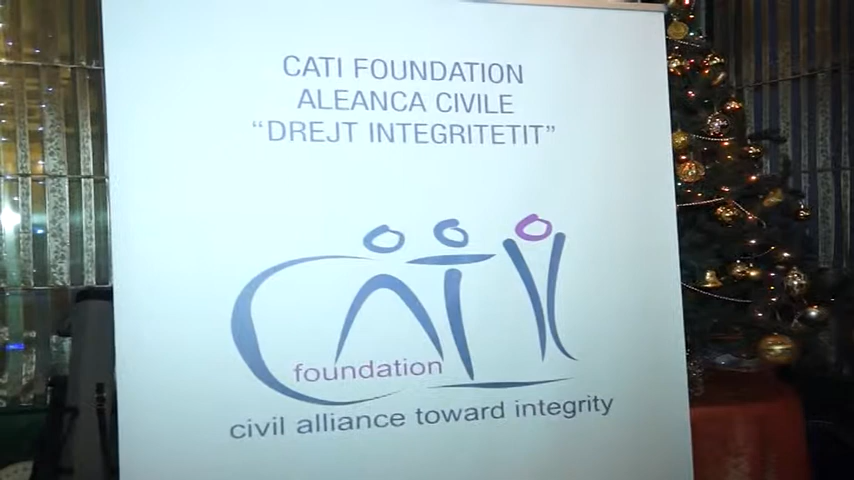 CATI FOUNDATION
ALEANCA CIVILE
“DREJT INTEGRITETIT”
CATI
foundation
civil alliance toward integrity